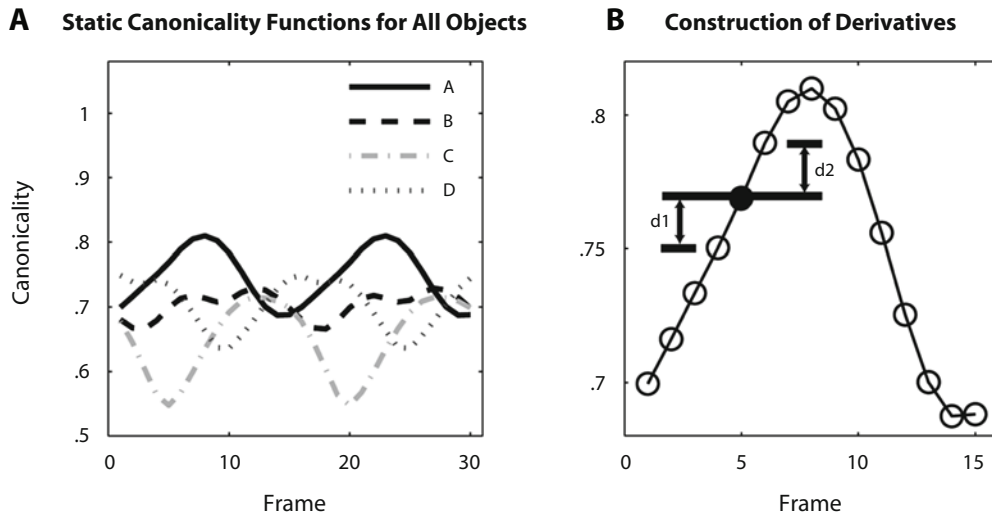 A Static Canonicality Functions for All Objects
1
.9
.8
.7
.6
.5
Canonicality
A
B
C
D
0 10 20 30
Frame
B Construction of Derivatives
.8
.75
.7
d2
d1
0 5 10 15
Frame